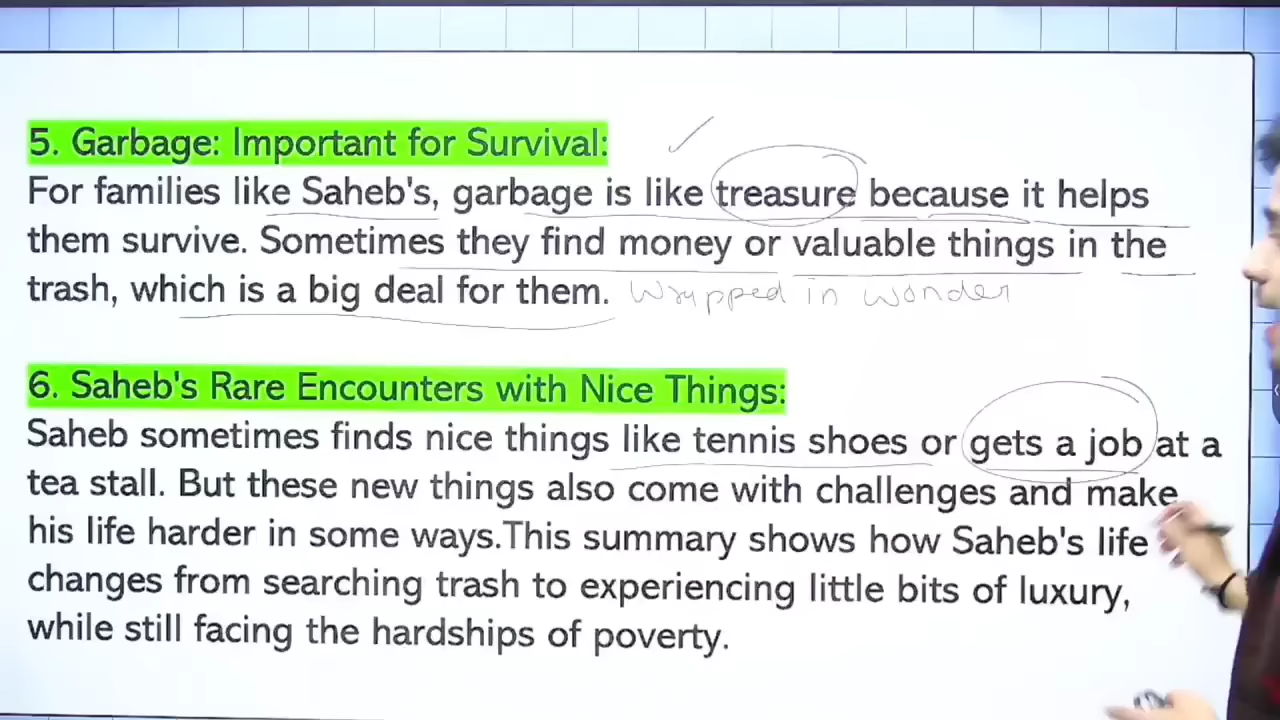 5. Garbage: Important for Survival:
For families like Saheb's, garbage is like treasure because it helps
them survive. Sometimes they find money or valuable things in the
trash, which is a big deal for them. Wrapped in wonder
6. Saheb's Rare Encounters with Nice Things:
Saheb sometimes finds nice things like tennis shoes or gets a job at a
tea stall. But these new things also come with challenges and make
his life harder in some ways.This summary shows how Saheb's life
changes from searching trash to experiencing little bits of luxury,
while still facing the hardships of poverty.